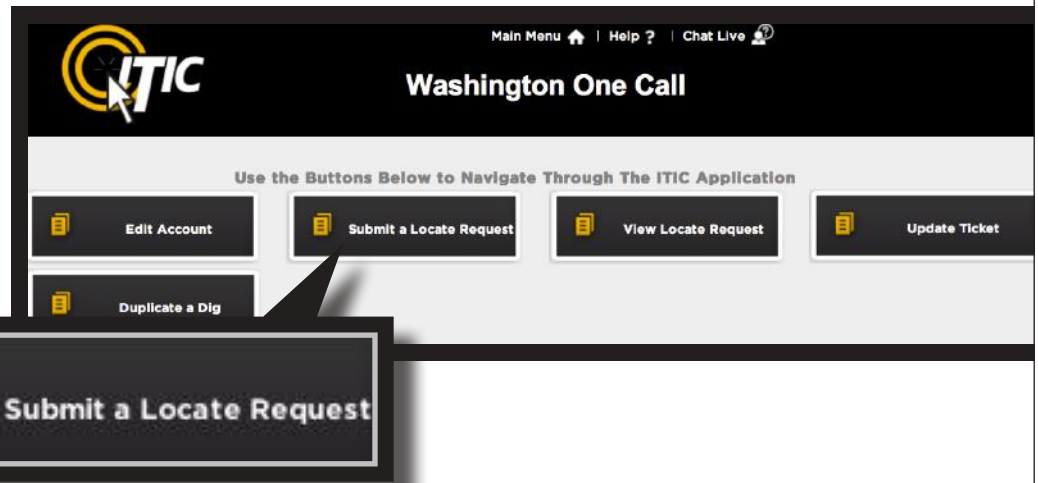 Main Menu | Help ? | Chat Live
ITIC
Washington One Call
Use the Buttons Below to Navigate Through The ITIC Application
Edit Account
Submit a Locate Request
View Locate Request
Update Ticket
Duplicate a Dig
Submit a Locate Request